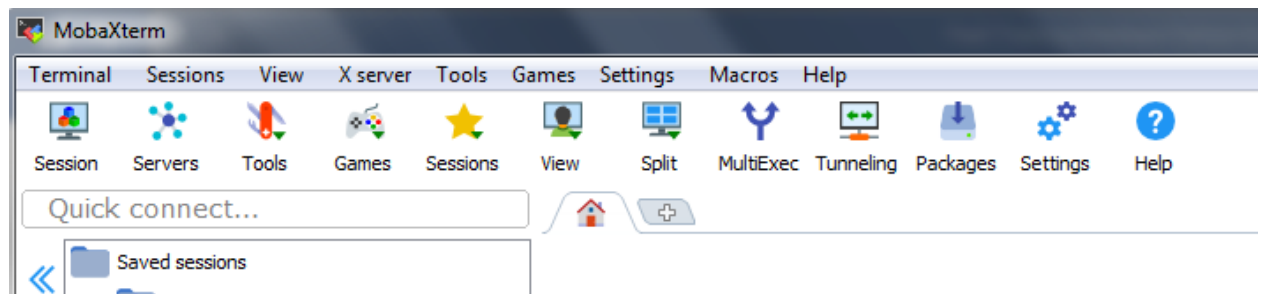 MobaXterm
Terminal Sessions View X server Tools Games Settings Macros Help
Session Servers Tools Games Sessions View Split MultiExec Tunneling Packages Settings Help
Quick connect...
Saved sessions